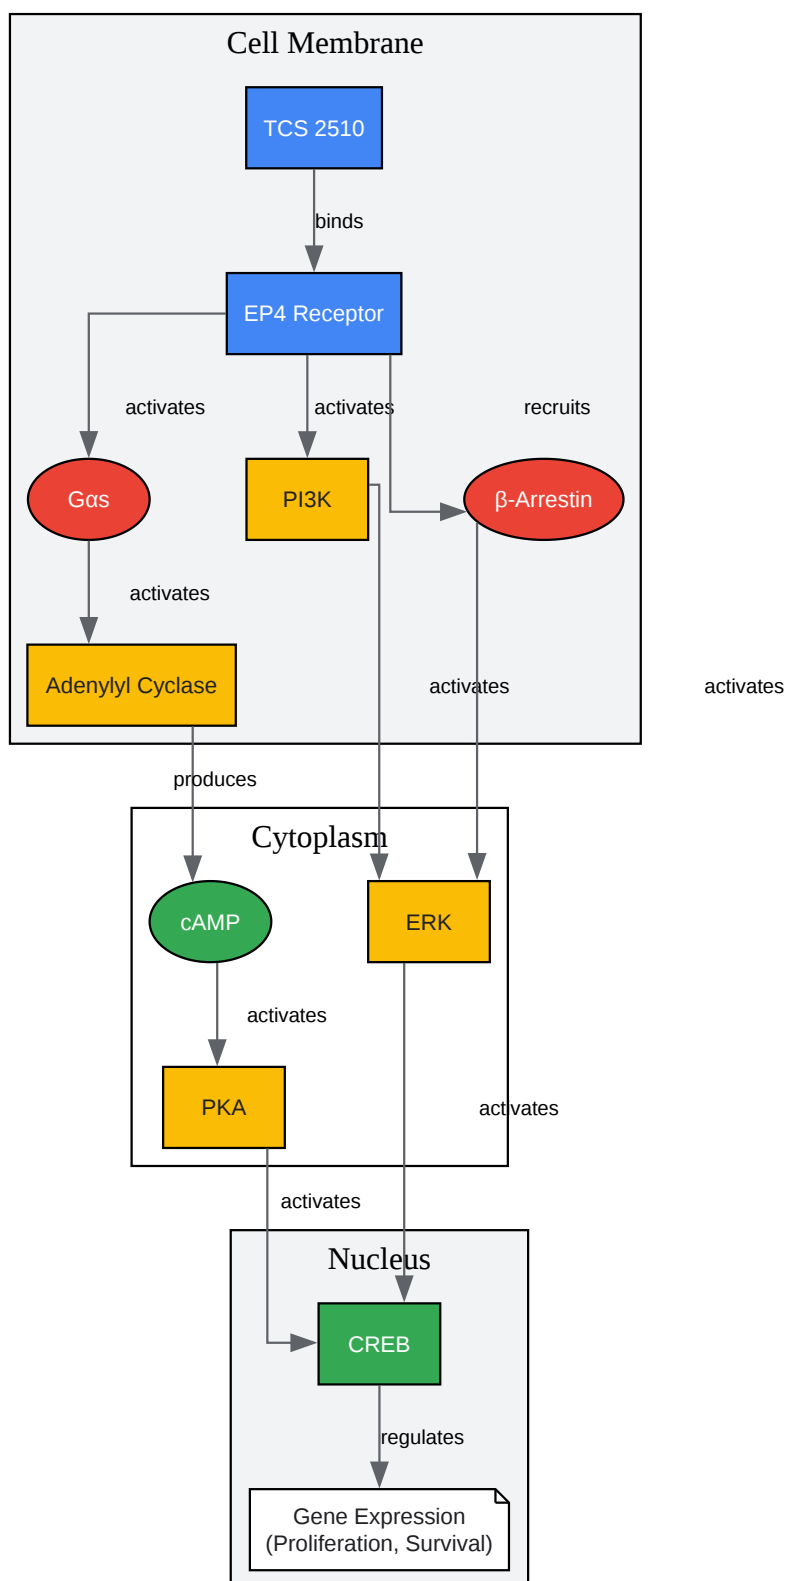 Cell Membrane
TCS 2510
binds
EP4 Receptor
activates
activates
recruits
Gαs
PI3K
β-Arrestin
activates
Adenylyl Cyclase
activates
activates
produces
Cytoplasm
cAMP
ERK
activates
PKA
activates
activates
Nucleus
CREB
regulates
Gene Expression
(Proliferation, Survival)